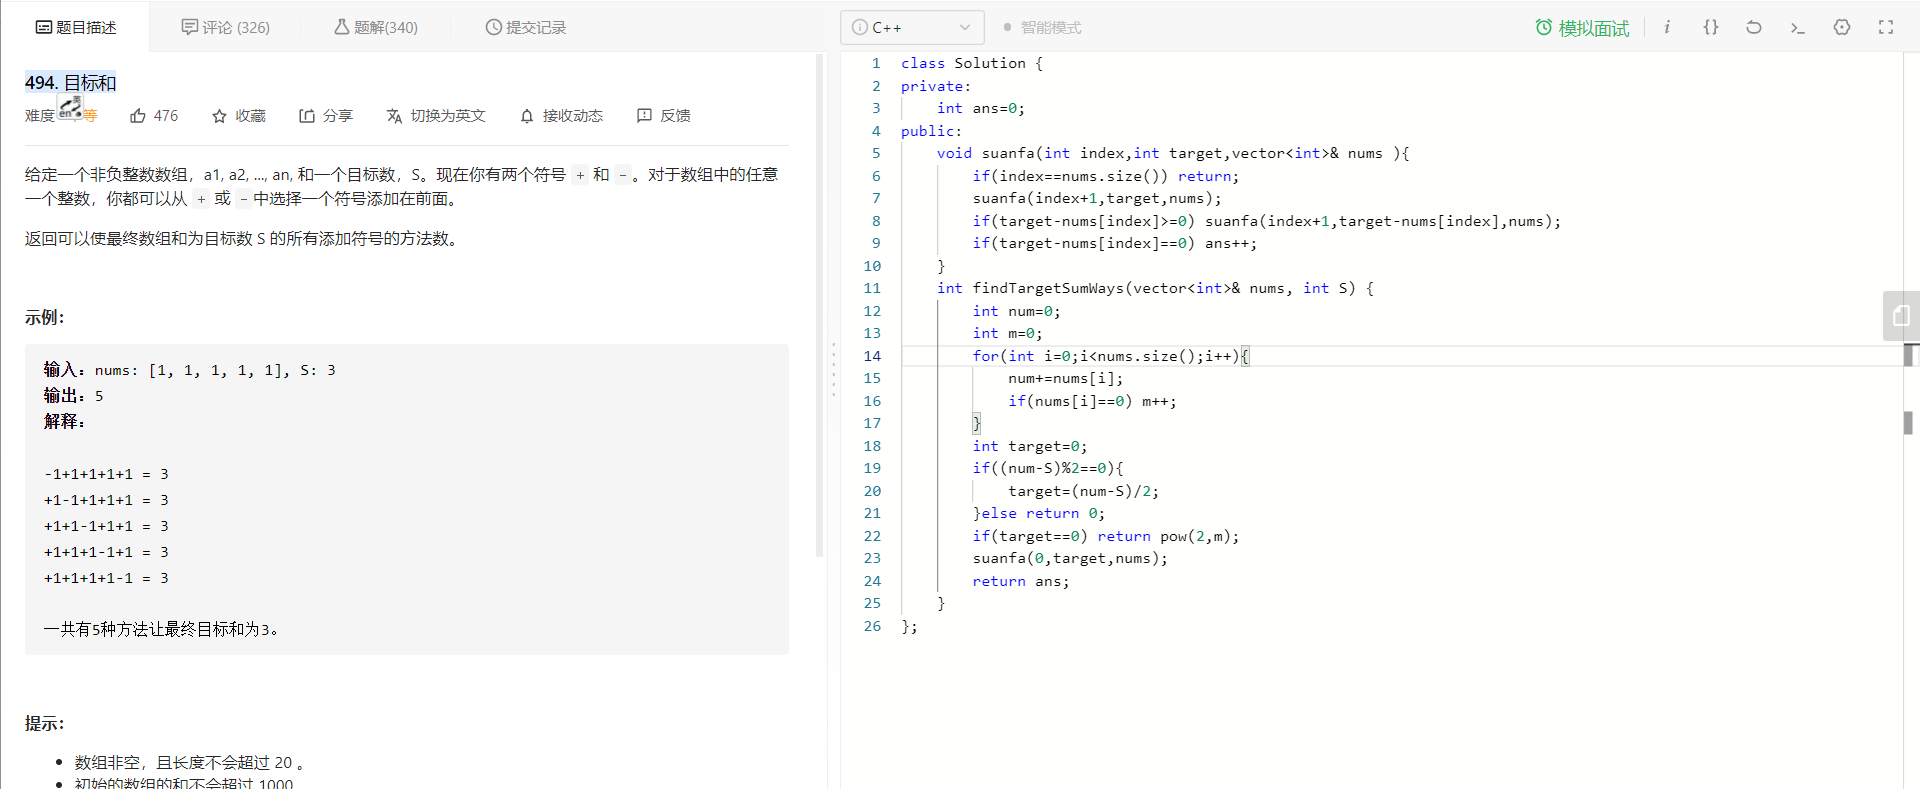 题目描述
评论 (326)
题解(340)
提交记录
C++
智能模式
模拟面试
494. 目标和
难度
等
476
收藏
分享
切换为英文
接收动态
反馈
给定一个非负整数数组，a1, a2, ..., an, 和一个目标数，S。现在你有两个符号 + 和 -。对于数组中的任意
一个整数，你都可以从 + 或 -中选择一个符号添加在前面。
返回可以使最终数组和为目标数 S 的所有添加符号的方法数。
示例：
输入：nums: [1, 1, 1, 1, 1], S: 3
输出：5
解释：
-1+1+1+1+1 = 3
+1-1+1+1+1 = 3
+1+1-1+1+1 = 3
+1+1+1-1+1 = 3
+1+1+1+1-1 = 3
一共有5种方法让最终目标和为3。
提示：
数组非空，且长度不会超过 20 。
初始的数组的和不会超过 1000
1 class Solution {
2 private:
3     int ans=0;
4 public:
5     void suanfa(int index,int target,vector<int>& nums ){
6         if(index==nums.size()) return;
7         suanfa(index+1,target,nums);
8         if(target-nums[index]>=0) suanfa(index+1,target-nums[index],nums);
9         if(target-nums[index]==0) ans++;
10     }
11     int findTargetSumWays(vector<int>& nums, int S) {
12         int num=0;
13         int m=0;
14         for(int i=0;i<nums.size();i++){
15             num+=nums[i];
16             if(nums[i]==0) m++;
17         }
18         int target=0;
19         if((num-S)%2==0){
20             target=(num-S)/2;
21         }else return 0;
22         if(target==0) return pow(2,m);
23         suanfa(0,target,nums);
24         return ans;
25     }
26 };